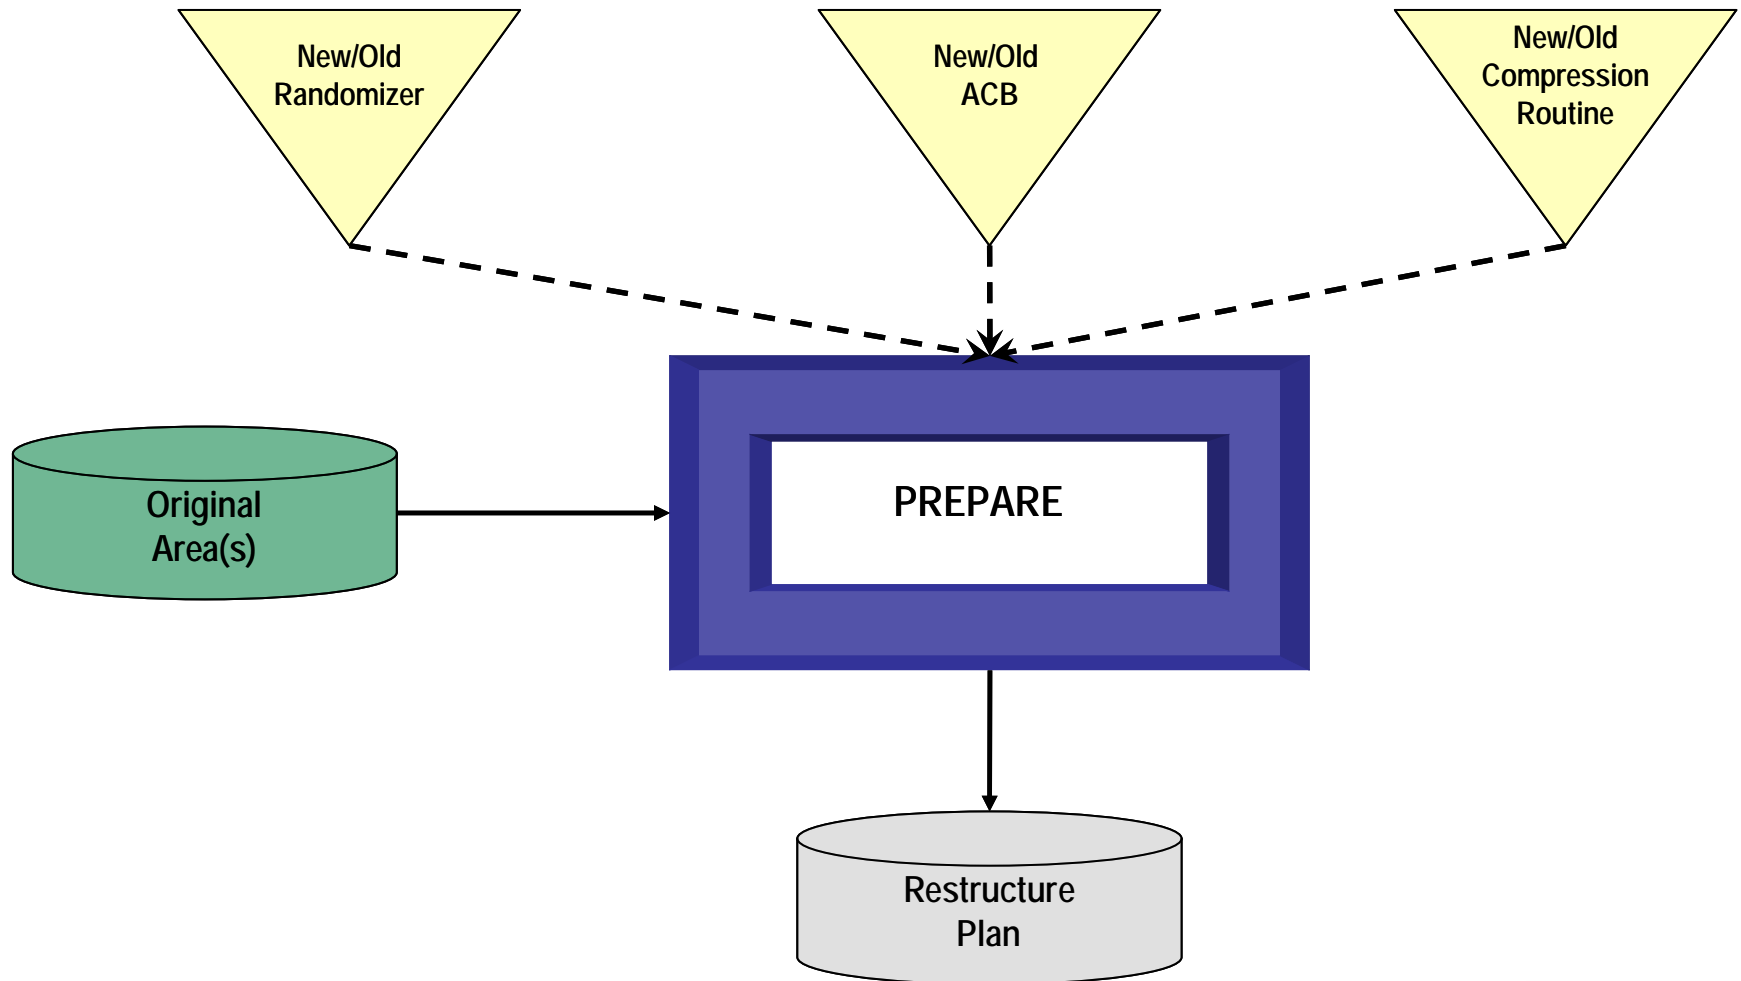 New/Old
Randomizer
New/Old
ACB
New/Old
Compression
Routine
Original
Area(s)
PREPARE
Restructure
Plan